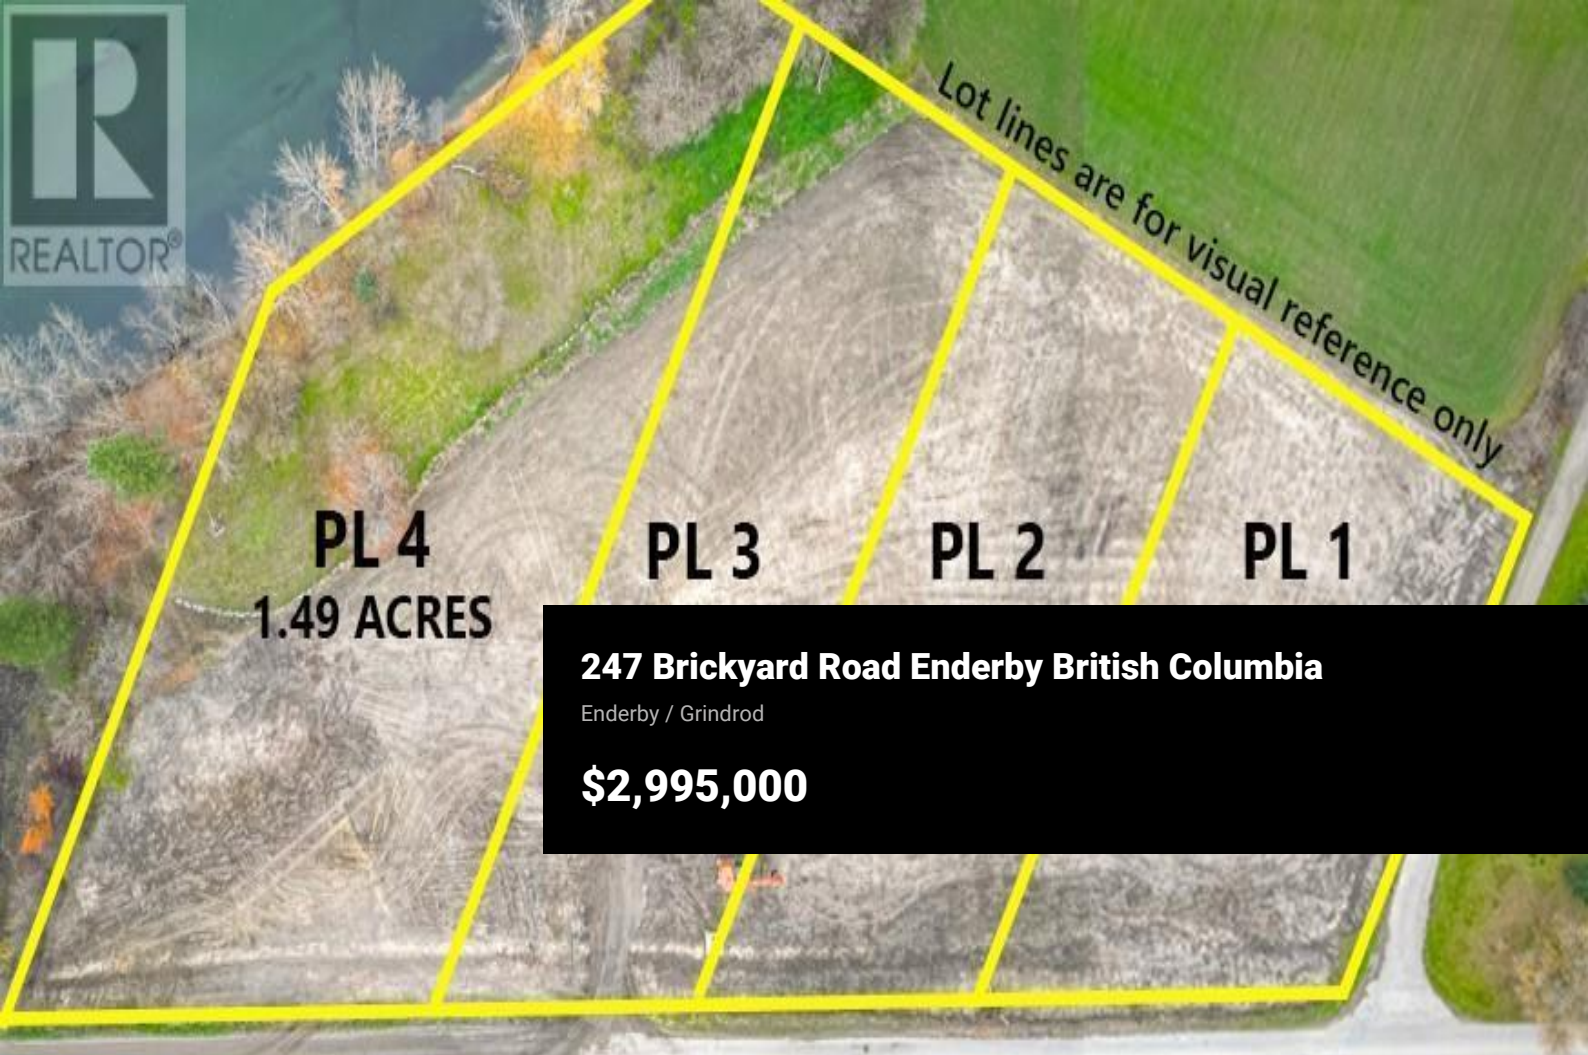 R
REALTOR®
Lot lines are for visual reference only
PL 4
1.49 ACRES
PL 3
PL 2
PL 1
247 Brickyard Road Enderby British Columbia
Enderby / Grindrod
$2,995,000